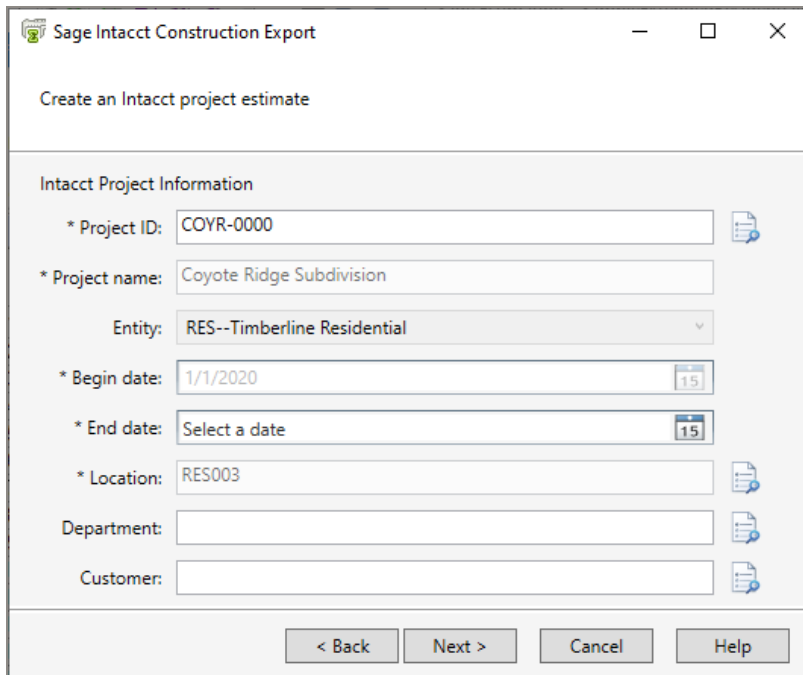 Sage Intacct Construction Export
Create an Intacct project estimate
Intacct Project Information
* Project ID: COYR-0000
* Project name: Coyote Ridge Subdivision
Entity: RES--Timberline Residential
* Begin date: 1/1/2020 15
* End date: Select a date 15
* Location: RES003
Department:
Customer:
< Back Next > Cancel Help